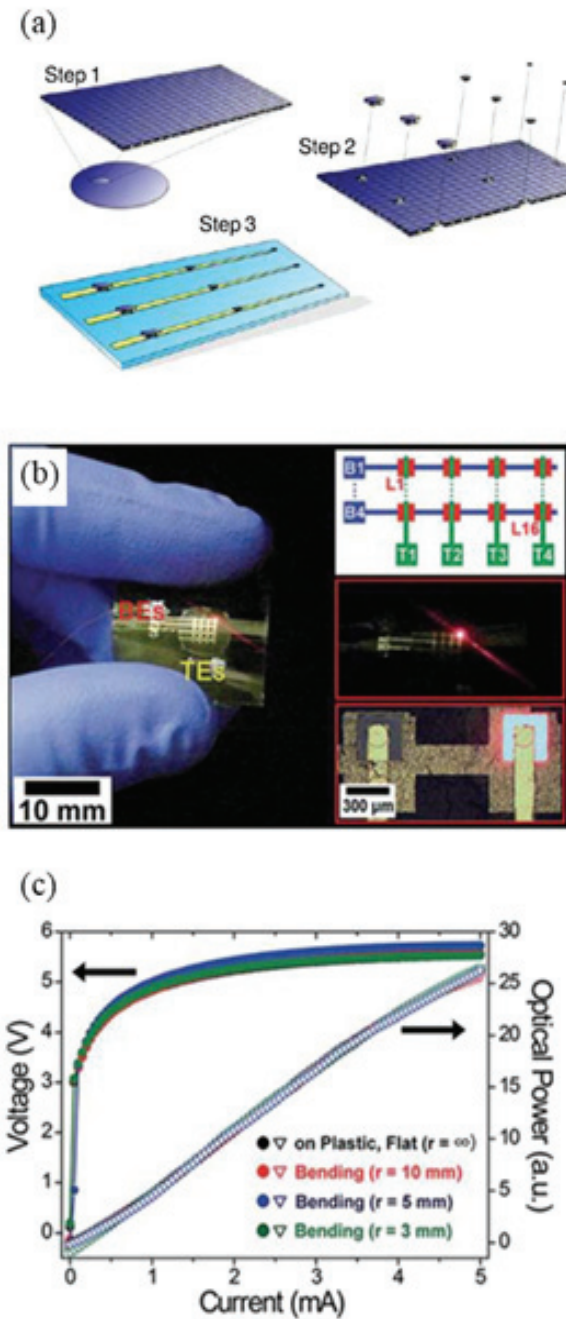 (a)
Step 1
Step 2
Step 3
(b)
BEs
TEs
10 mm
B1
L1
B4
L16
T1 T2 T3 T4
300 µm
(c)
6
5
4
3
2
1
0
Voltage (V)
30
25
20
15
10
5
0
Optical Power (a.u.)
on Plastic, Flat (r = ∞)
Bending (r = 10 mm)
Bending (r = 5 mm)
Bending (r = 3 mm)
0 1 2 3 4 5
Current (mA)